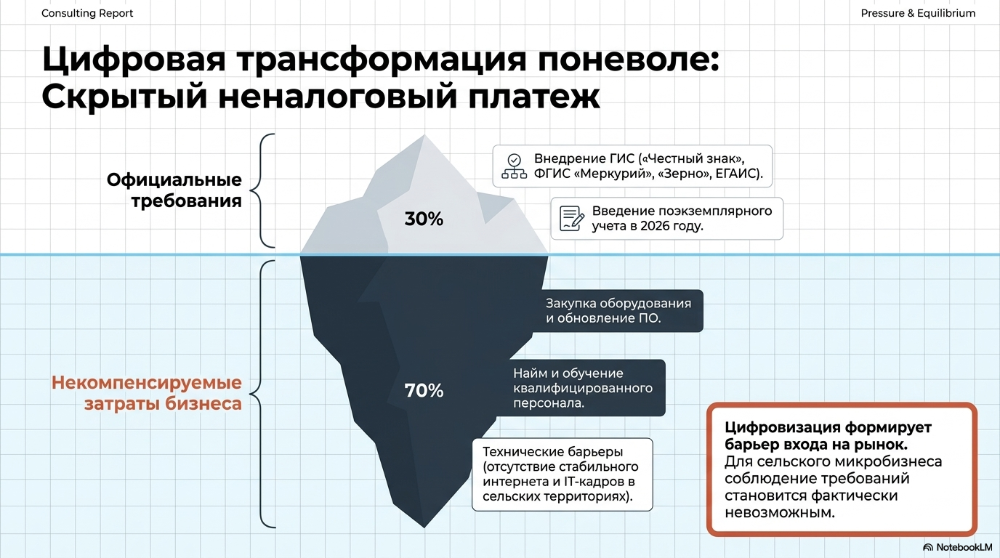 Consulting Report
Pressure & Equilibrium
Цифровая трансформация поневоле:
Скрытый неналоговый платеж
Официальные
требования
30%
Внедрение ГИС («Честный знак»,
ФГИС «Меркурий», «Зерно», ЕГАИС).
Введение поэкземплярного
учета в 2026 году.
Некомпенсируемые
затраты бизнеса
70%
Закупка оборудования
и обновление ПО.
Найм и обучение
квалифицированного
персонала.
Технические барьеры
(отсутствие стабильного
интернета и IT-кадров в
сельских территориях).
Цифровизация формирует
барьер входа на рынок.
Для сельского микробизнеса
соблюдение требований
становится фактически
невозможным.
NotebookLM